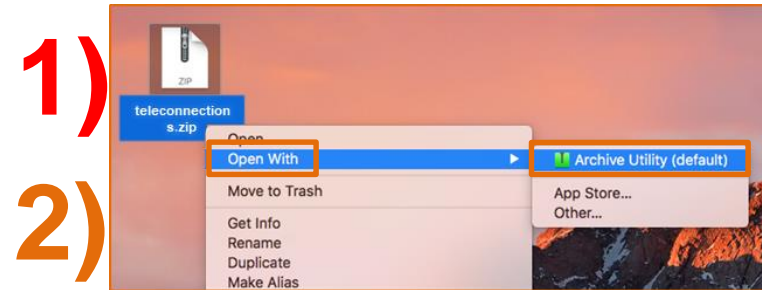 1)
ZIP
teleconnection
s.zip
Open
Open With
Archive Utility (default)
Move to Trash
App Store...
Other...
Get Info
Rename
Duplicate
Make Alias
2)